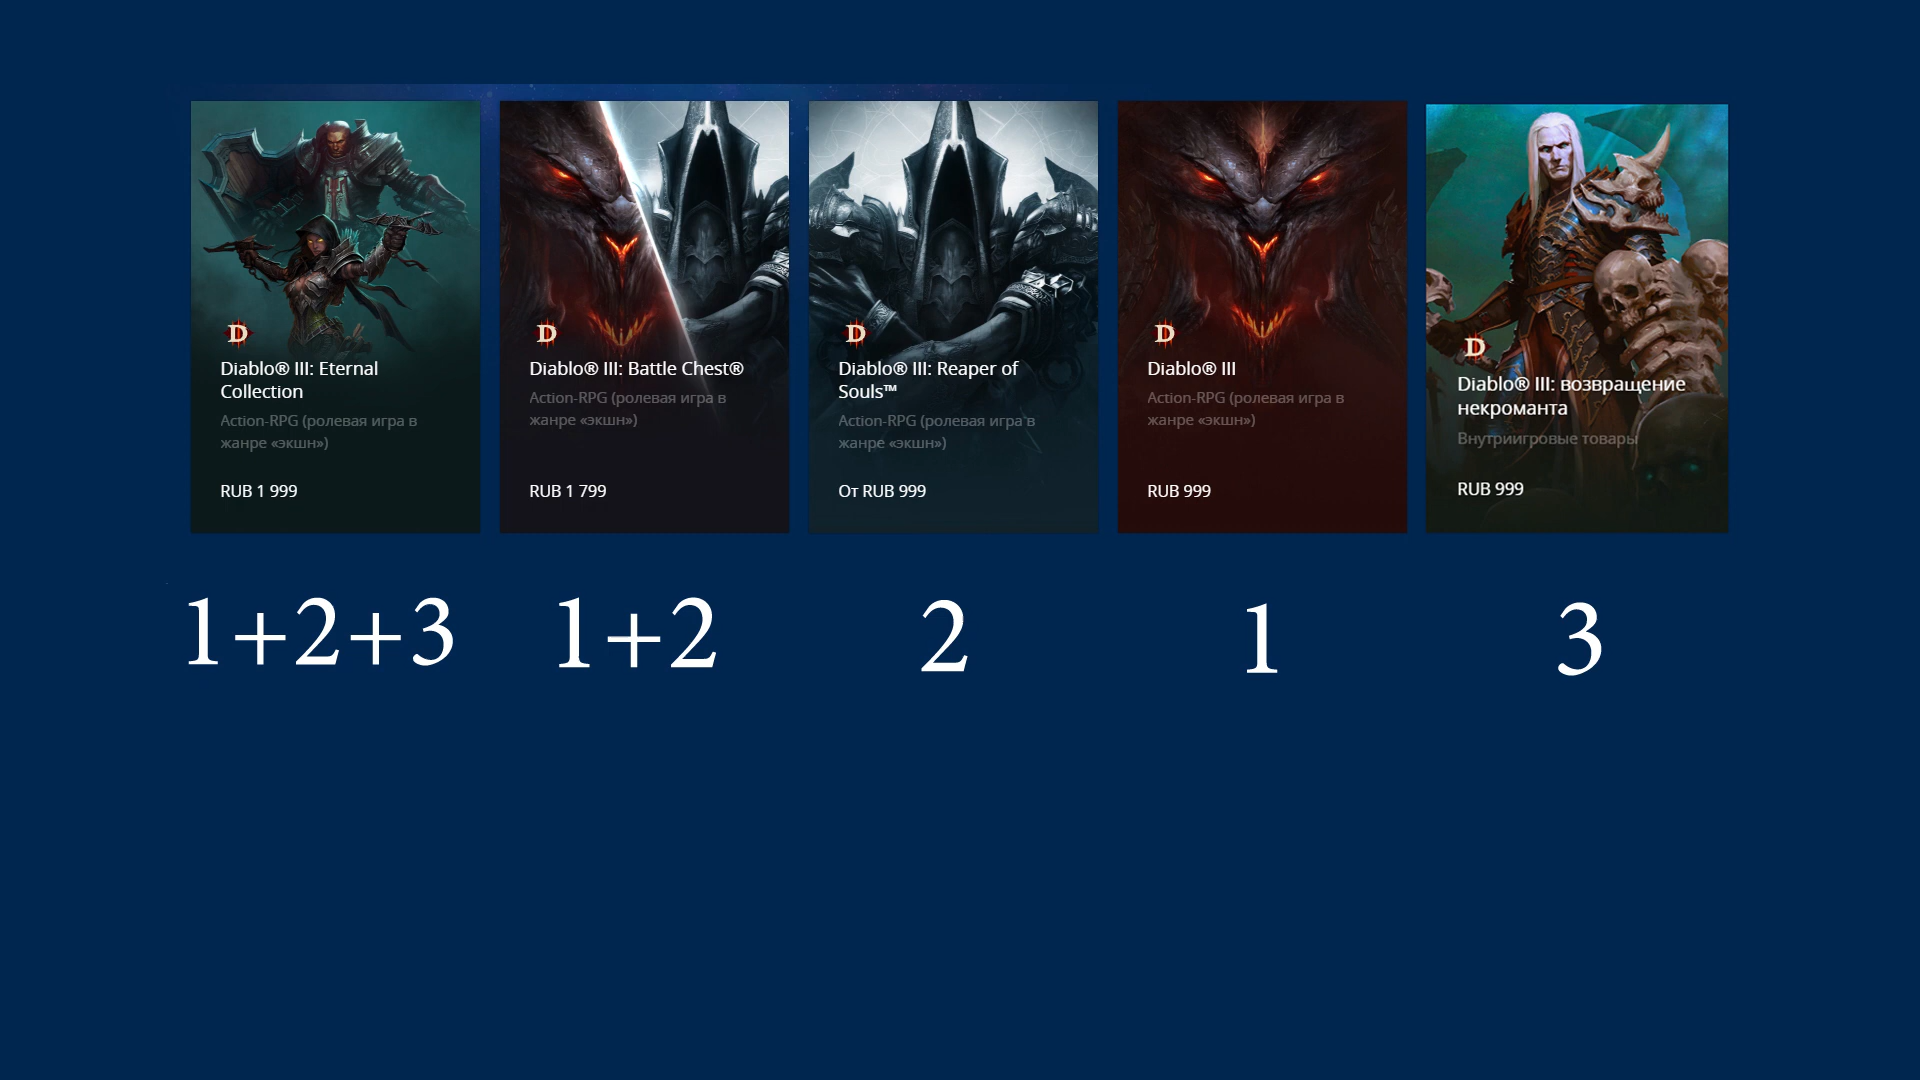 Diablo® III: Eternal
Collection
Action-RPG (ролевая игра в
жанре «экшн»)
RUB 1 999
Diablo® III: Battle Chest®
Action-RPG (ролевая игра в
жанре «экшн»)
RUB 1 799
Diablo® III: Reaper of
Souls™
Action-RPG (ролевая игра в
жанре «экшн»)
От RUB 999
Diablo® III
Action-RPG (ролевая игра в
жанре «экшн»)
RUB 999
Diablo® III: возвращение
некроманта
Внутриигровые товары
RUB 999
1+2+3
1+2
2
1
3